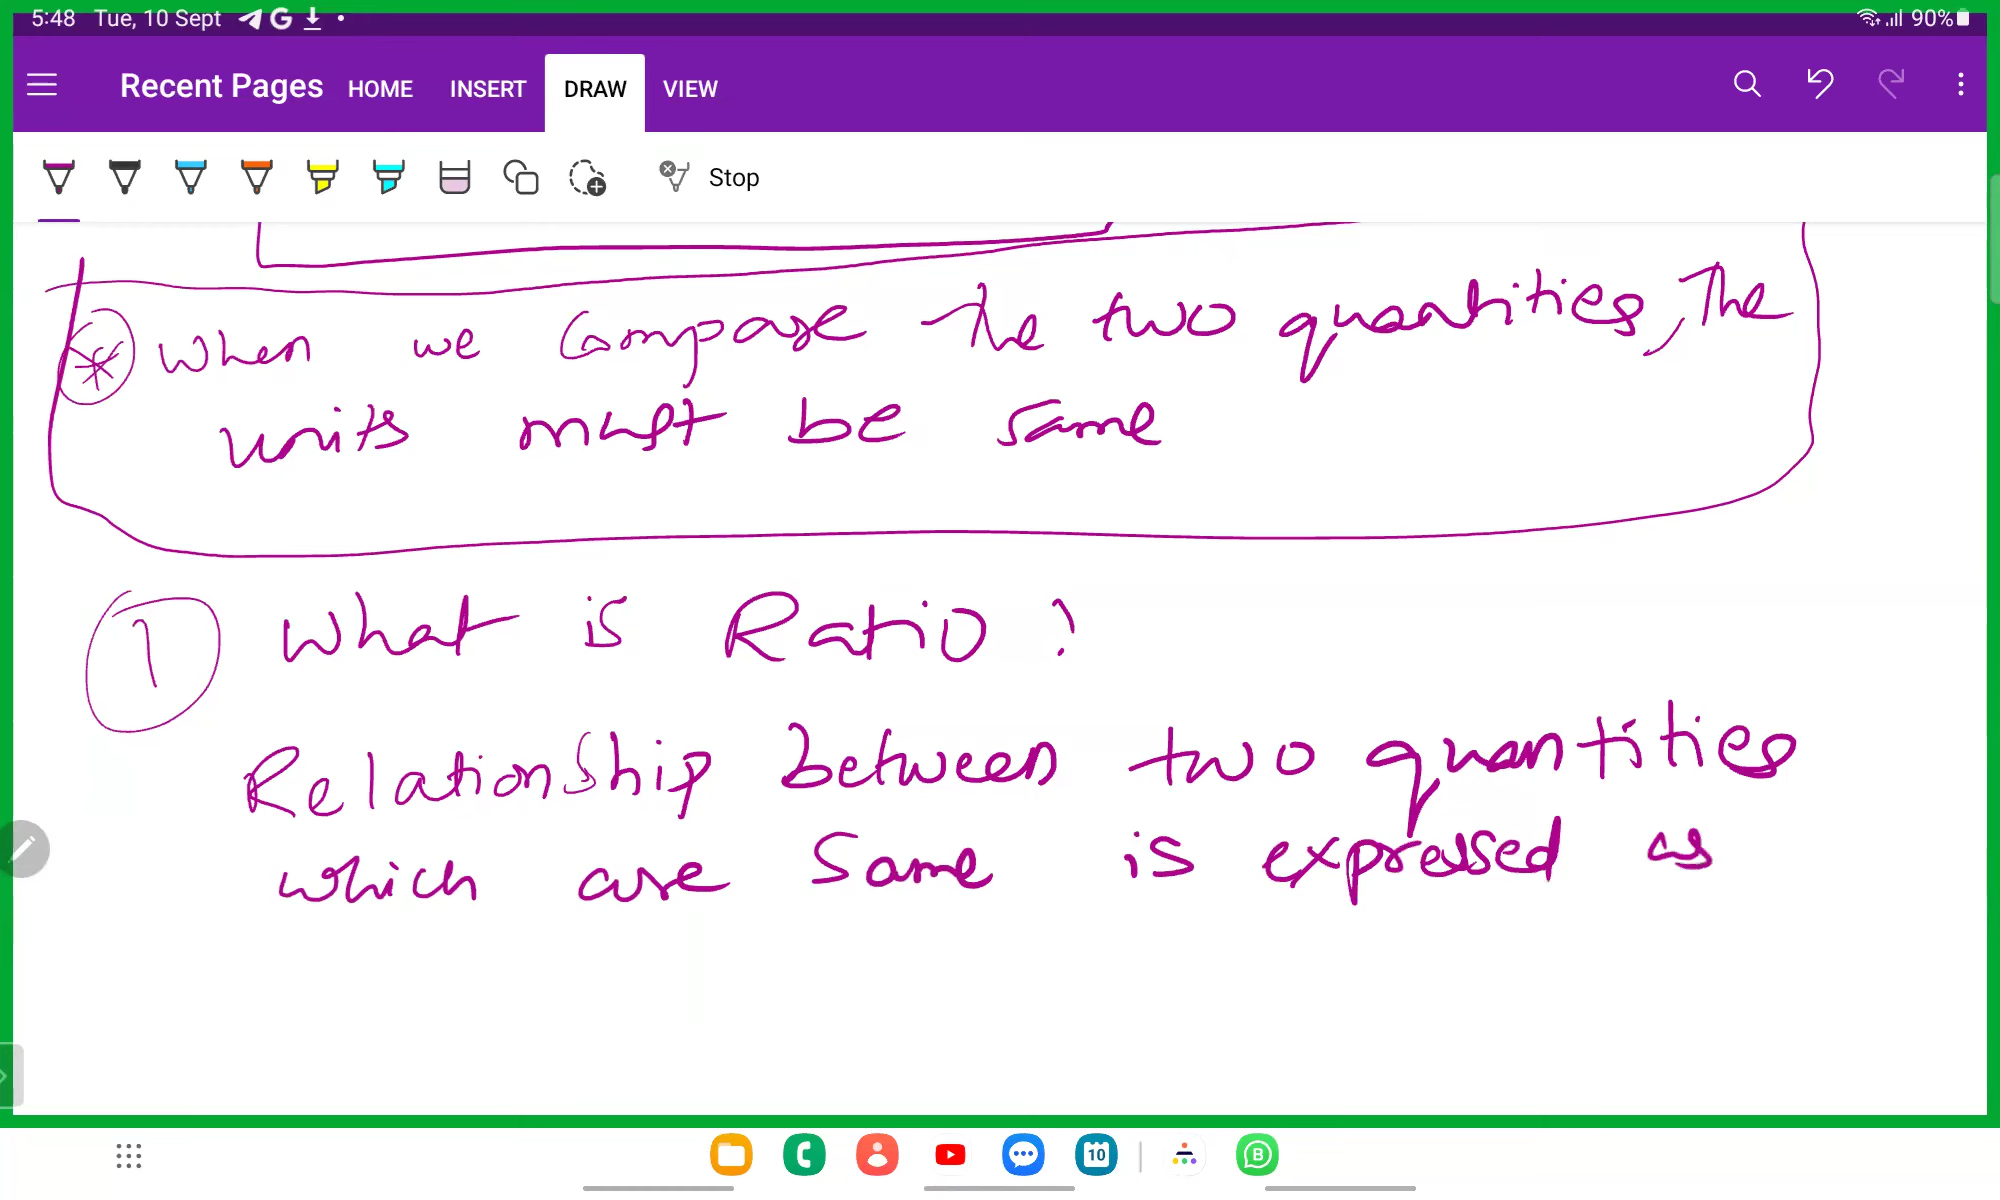 5:48 Tue, 10 Sept
90%
Recent Pages HOME INSERT DRAW VIEW
Stop
* When we compare the two quantities, The
units must be same
1 What is Ratio ?
Relationship between two quantities
which are same is expressed as
10
B